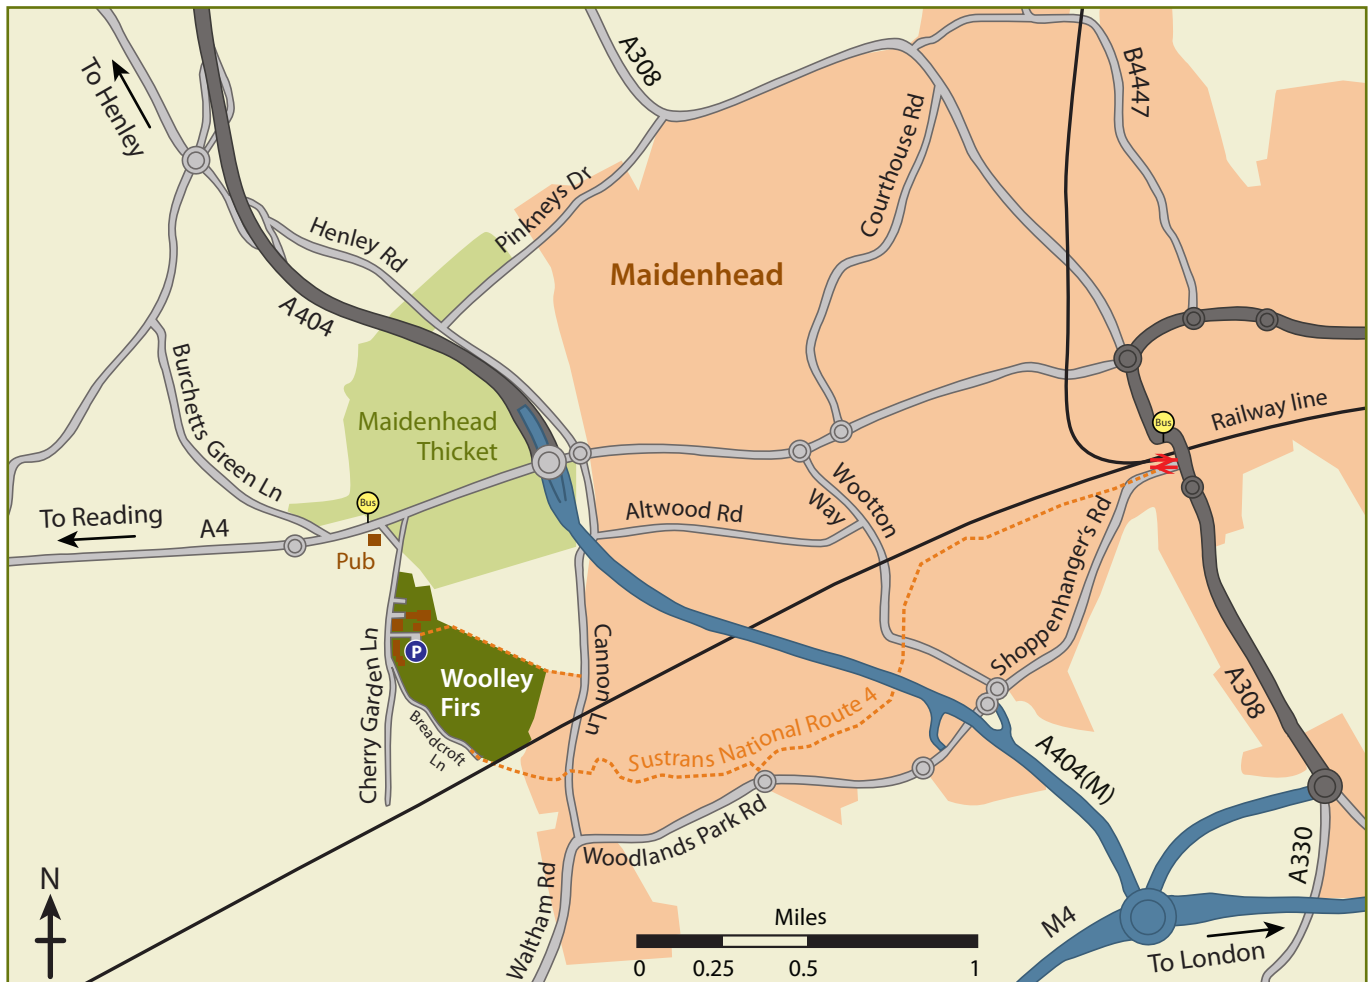 A308
B4447
To Henley
Courthouse Rd
Pinkneys Dr
Henley Rd
Maidenhead
A404
Burchetts Green Ln
Maidenhead
Thicket
Railway line
Bus
Bus
Wootton
Way
To Reading
A4
Altwood Rd
Pub
Shoppenhanger's Rd
Cannon Ln
P
Woolley
Firs
Cherry Garden Ln
Breadcroft
Ln
Sustrans National Route 4
A308
A404(M)
Woodlands Park Rd
A330
N
Waltham Rd
Miles
M4
To London
0 0.25 0.5 1